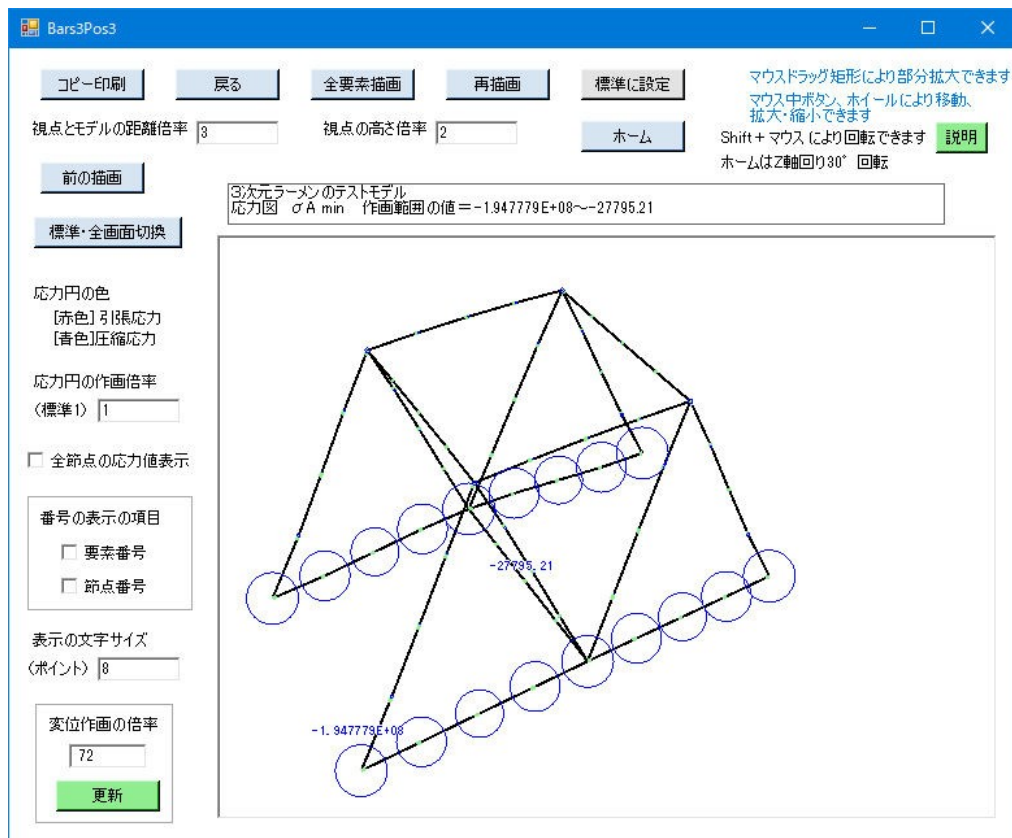 Bars3Pos3
コピー印刷
戻る
全要素描画
再描画
標準に設定
マウスドラッグ矩形により部分拡大できます
マウス中ボタン、ホイールにより移動、
拡大・縮小できます
視点とモデルの距離倍率 3
視点の高さ倍率 2
ホーム
Shift+マウスにより回転できます
説明
ホームはZ軸回り30°回転
前の描画
3次元ラーメンのテストモデル
応力図 σA min 作画範囲の値=-1.947779E+08~-27795.21
標準・全画面切換
応力円の色
[赤色]引張応力
[青色]圧縮応力
応力円の作画倍率
(標準1) 1
全節点の応力値表示
番号の表示の項目
要素番号
節点番号
-27795.21
表示の文字サイズ
(ポイント) 8
変位作画の倍率
-1.947779E+08
72
更新